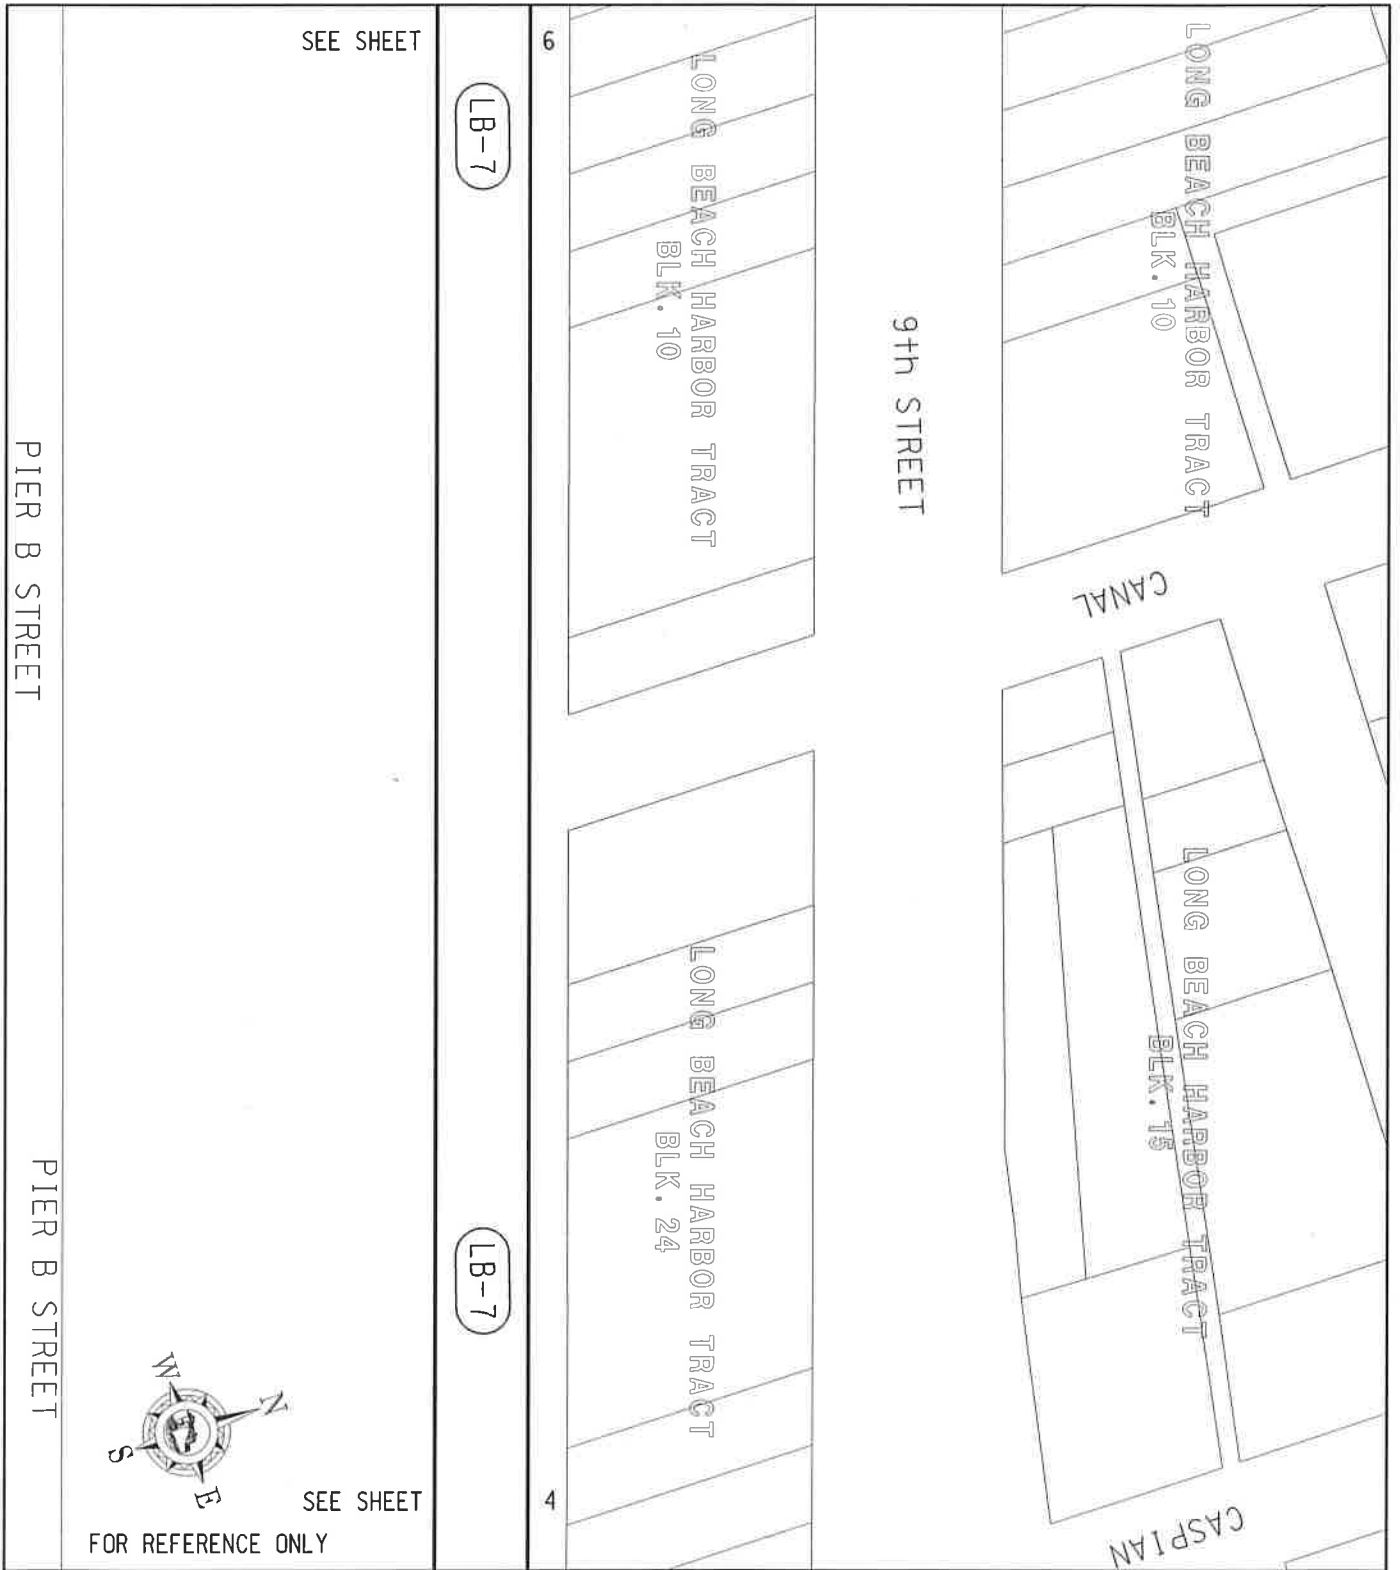 SEE SHEET 6
LB-7
LONG BEACH HARBOR TRACT
BLK. 10
LONG BEACH HARBOR TRACT
BLK. 10
9th STREET
PIER B STREET
CANAL
LONG BEACH HARBOR TRACT
BLK. 15
LONG BEACH HARBOR TRACT
BLK. 24
PIER B STREET
LB-7
W
N
S
E
SEE SHEET 4
FOR REFERENCE ONLY
CASPIAN